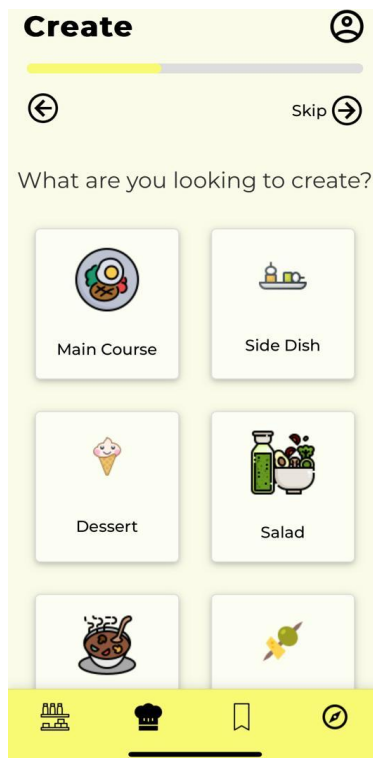 Create
Skip
What are you looking to create?
Main Course
Side Dish
Dessert
Salad